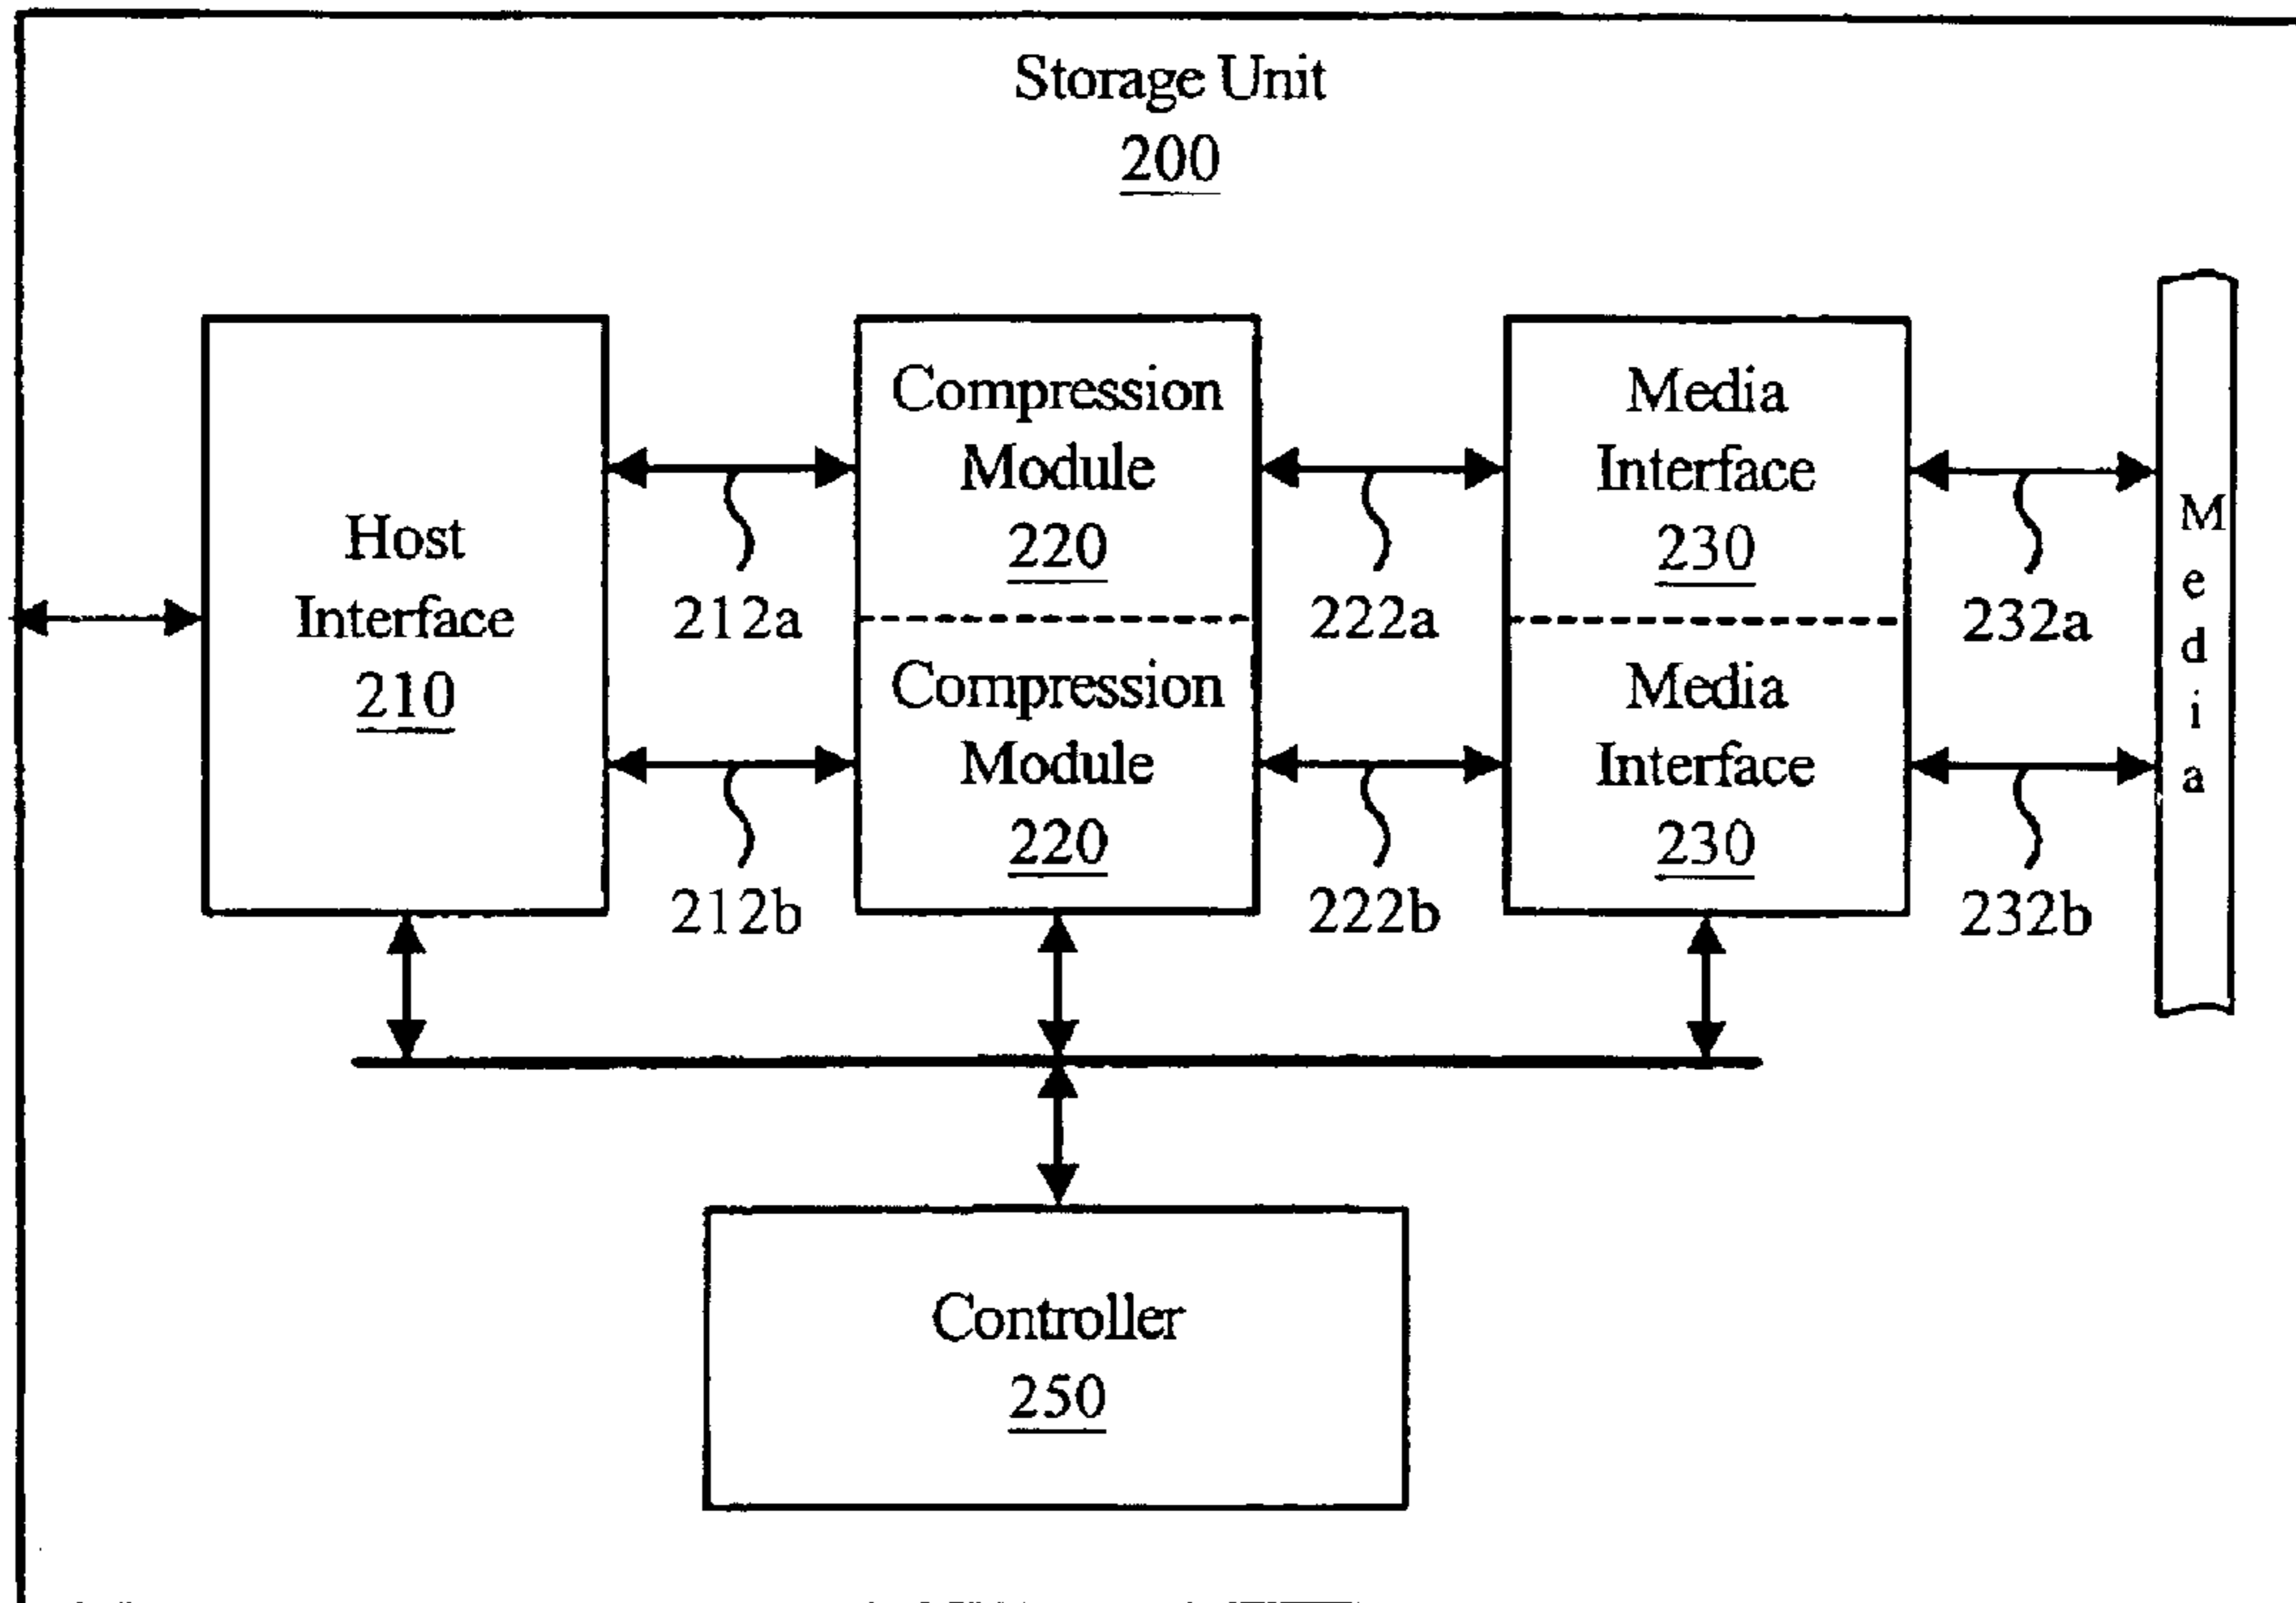 Storage Unit
200
Host
Interface
210
212a
212b
Compression
Module
220
Compression
Module
220
222a
222b
Media
Interface
230
Media
Interface
230
232a
232b
Media
Controller
250